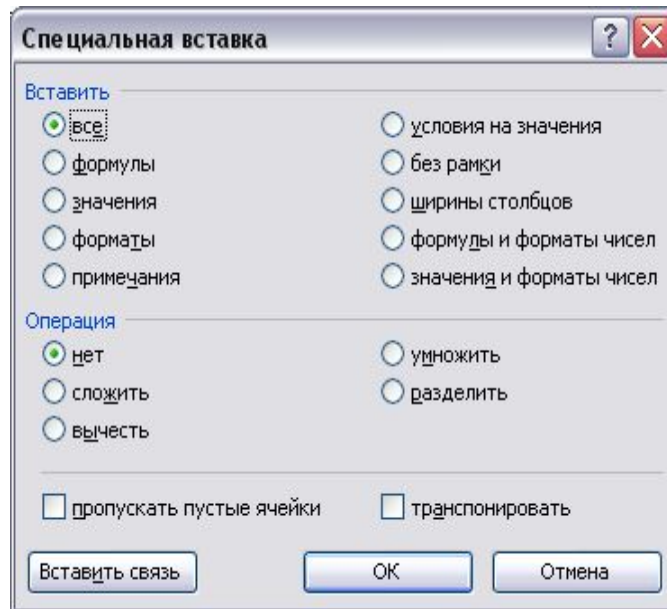 Специальная вставка
Вставить
все
условия на значения
формулы
без рамки
значения
ширины столбцов
форматы
формулы и форматы чисел
примечания
значения и форматы чисел
Операция
нет
умножить
сложить
разделить
вычесть
пропускать пустые ячейки
транспонировать
Вставить связь
ОК
Отмена